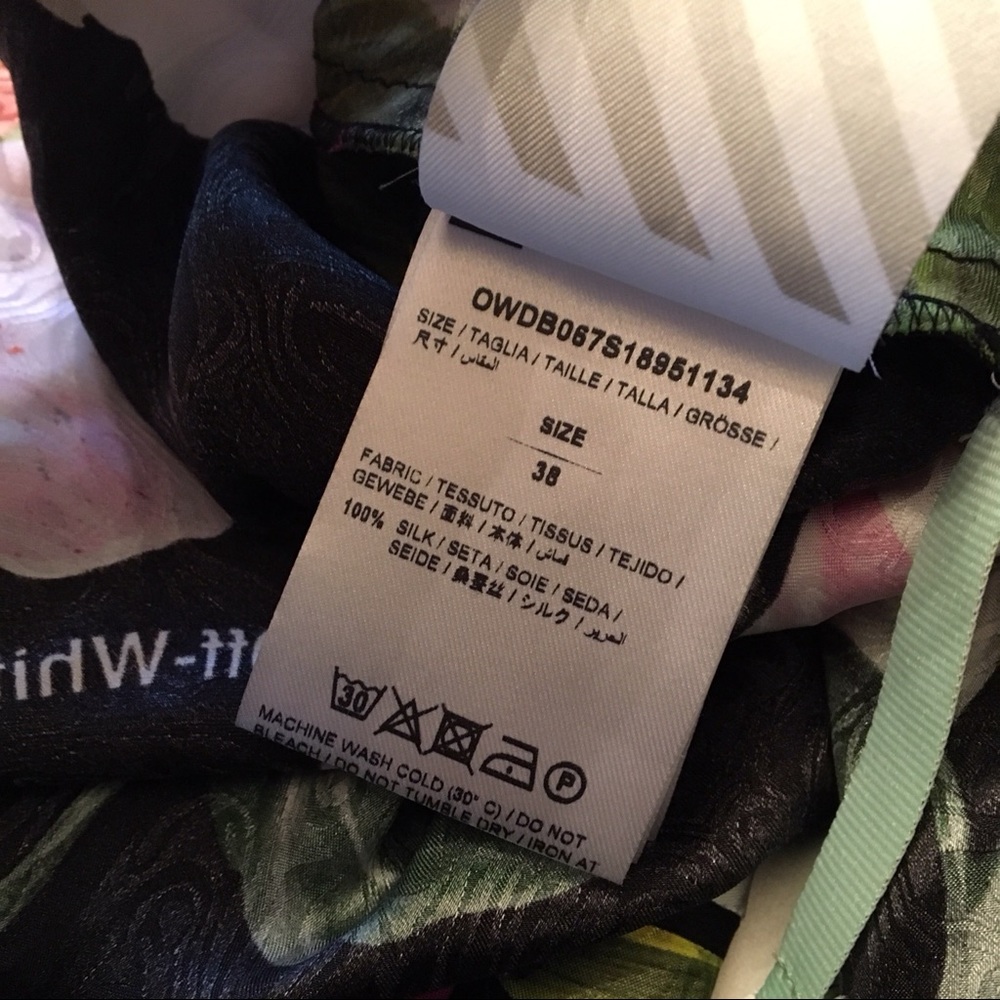 OWDB067S18951134
SIZE / TAGLIA / TAILLE / TALLA / GRÖSSE /
尺寸 / المقاس
SIZE
38
FABRIC / TESSUTO / TISSUS / TEJIDO /
GEWEBE / 面料 / 本体 / قماش
100% SILK / SETA / SOIE / SEDA /
SEIDE / 桑蚕丝 / シルク / الحرير
30
P
MACHINE WASH COLD (30° C) / DO NOT
BLEACH / DO NOT TUMBLE DRY / IRON AT
Off-Whit